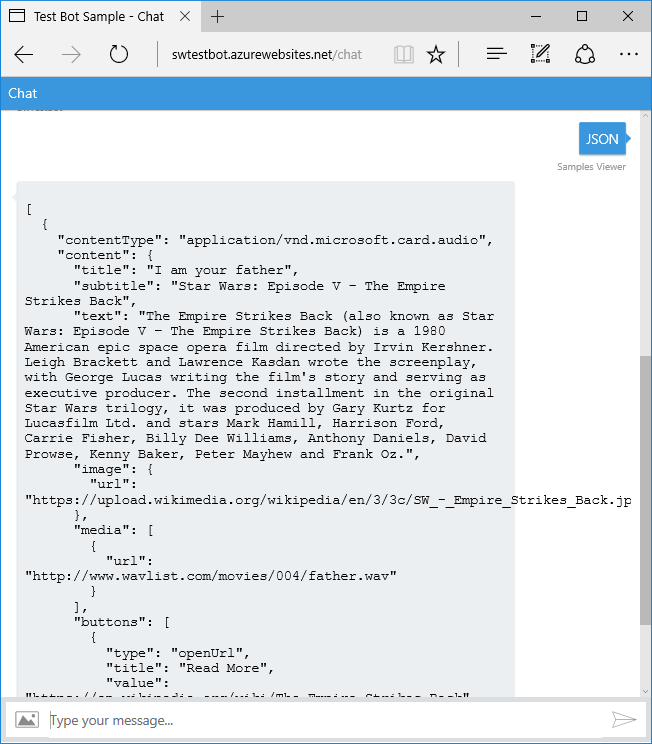 Test Bot Sample - Chat
swtestbot.azurewebsites.net/chat
Chat
JSON
Samples Viewer
[
{
"contentType": "application/vnd.microsoft.card.audio",
"content": {
"title": "I am your father",
"subtitle": "Star Wars: Episode V - The Empire
Strikes Back",
"text": "The Empire Strikes Back (also known as Star
Wars: Episode V – The Empire Strikes Back) is a 1980
American epic space opera film directed by Irvin Kershner.
Leigh Brackett and Lawrence Kasdan wrote the screenplay,
with George Lucas writing the film's story and serving as
executive producer. The second installment in the original
Star Wars trilogy, it was produced by Gary Kurtz for
Lucasfilm Ltd. and stars Mark Hamill, Harrison Ford,
Carrie Fisher, Billy Dee Williams, Anthony Daniels, David
Prowse, Kenny Baker, Peter Mayhew and Frank Oz.",
"image": {
"url":
"https://upload.wikimedia.org/wikipedia/en/3/3c/SW_-_Empire_Strikes_Back.jp
},
"media": [
{
"url":
"http://www.wavlist.com/movies/004/father.wav"
}
],
"buttons": [
{
"type": "openUrl",
"title": "Read More",
"value":
"https://en.wikipedia.org/wiki/The_Empire_Strikes_Back"
Type your message...